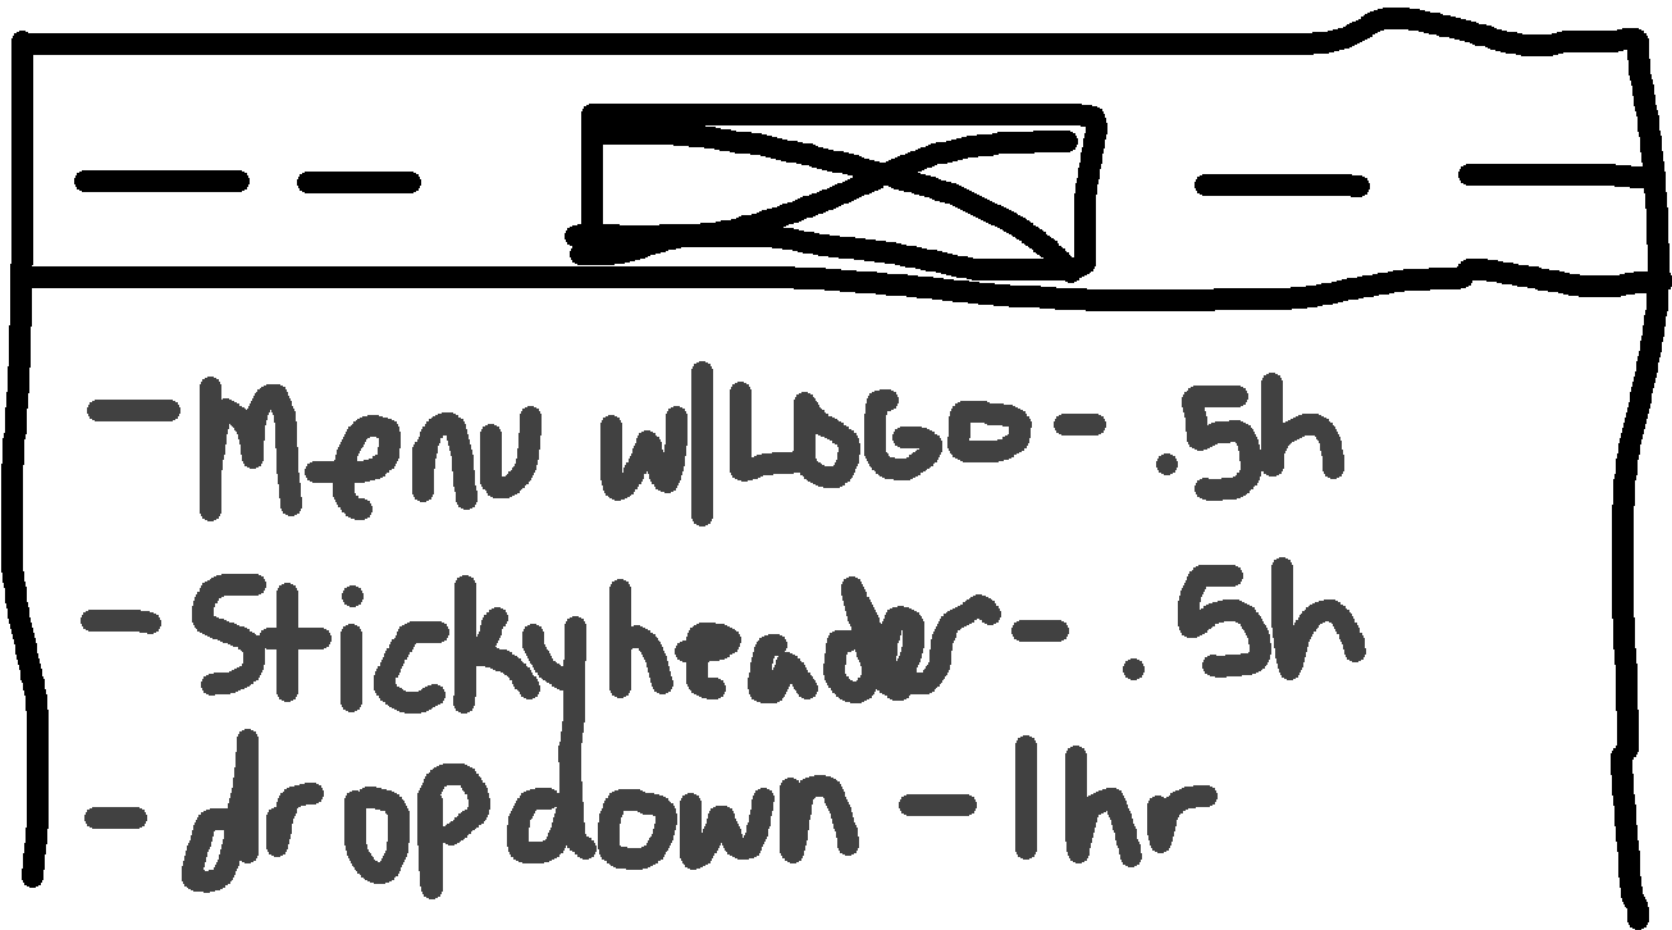 - Menu w/LOGO - .5h
- Stickyheader - .5h
- dropdown - 1hr